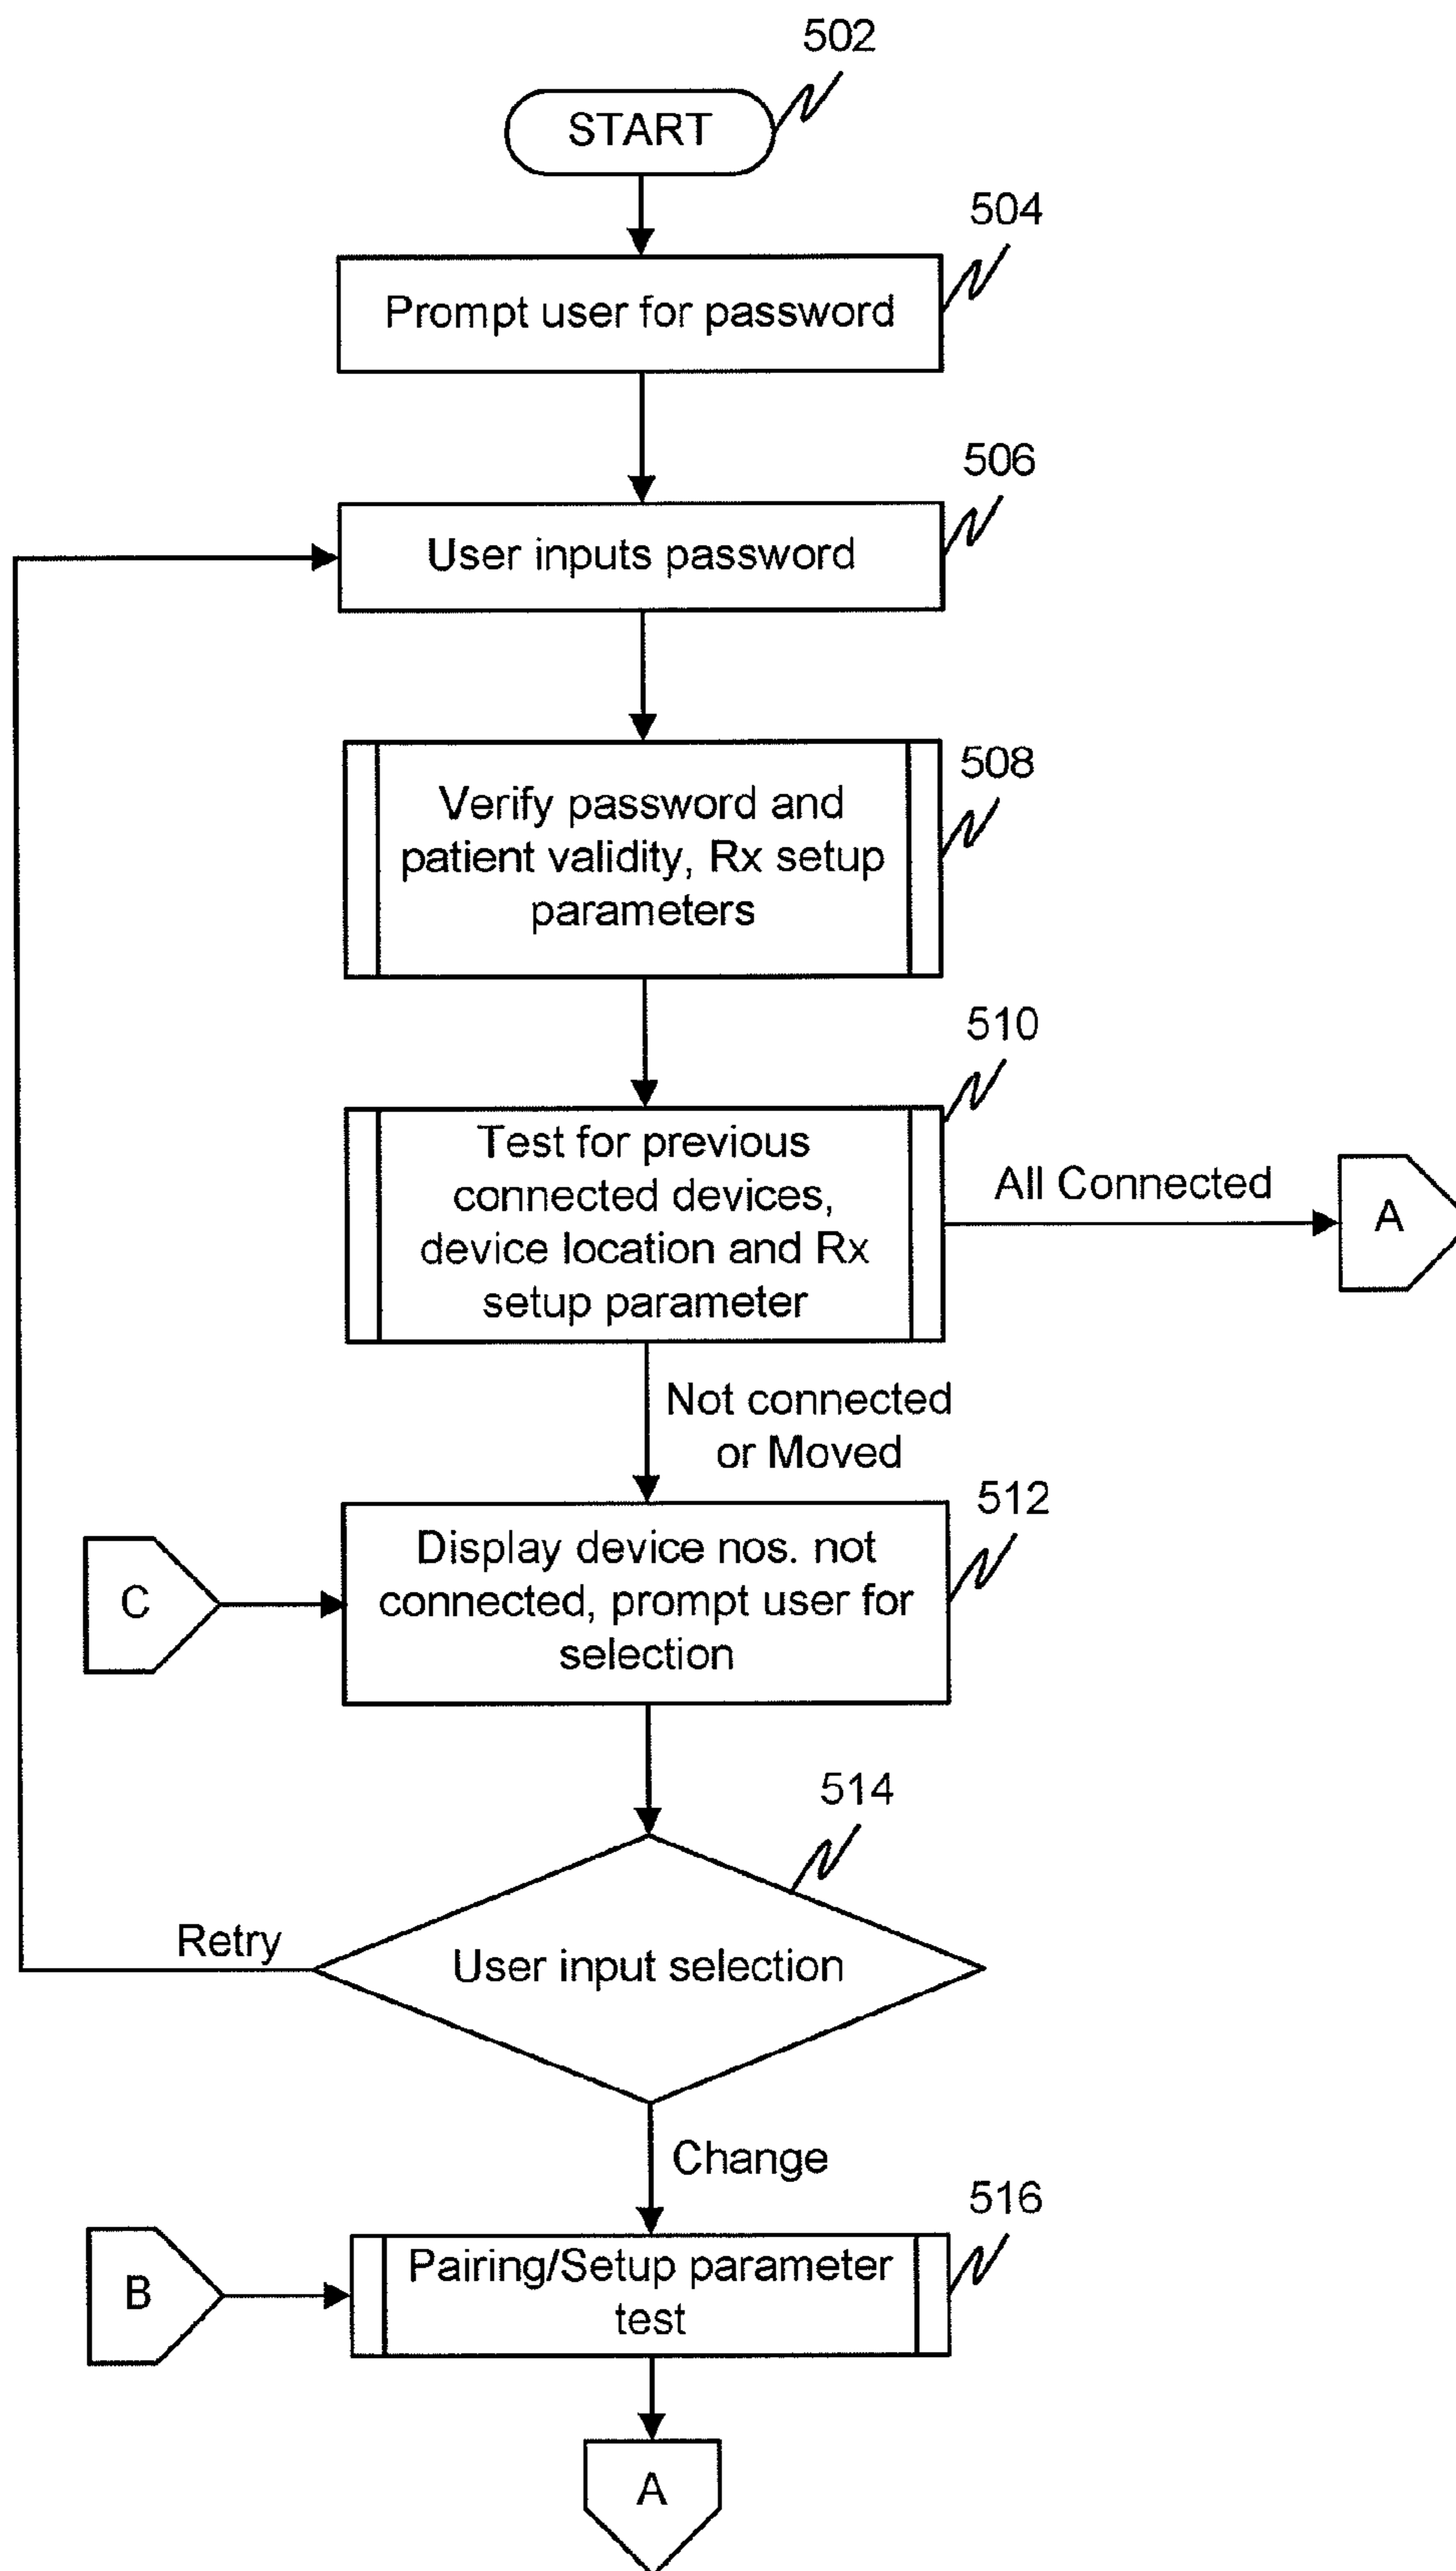 502
START
504
Prompt user for password
506
User inputs password
508
Verify password and
patient validity, Rx setup
parameters
510
Test for previous
connected devices,
device location and Rx
setup parameter
All Connected
A
Not connected
or Moved
512
C
Display device nos. not
connected, prompt user for
selection
514
Retry
User input selection
Change
516
B
Pairing/Setup parameter
test
A